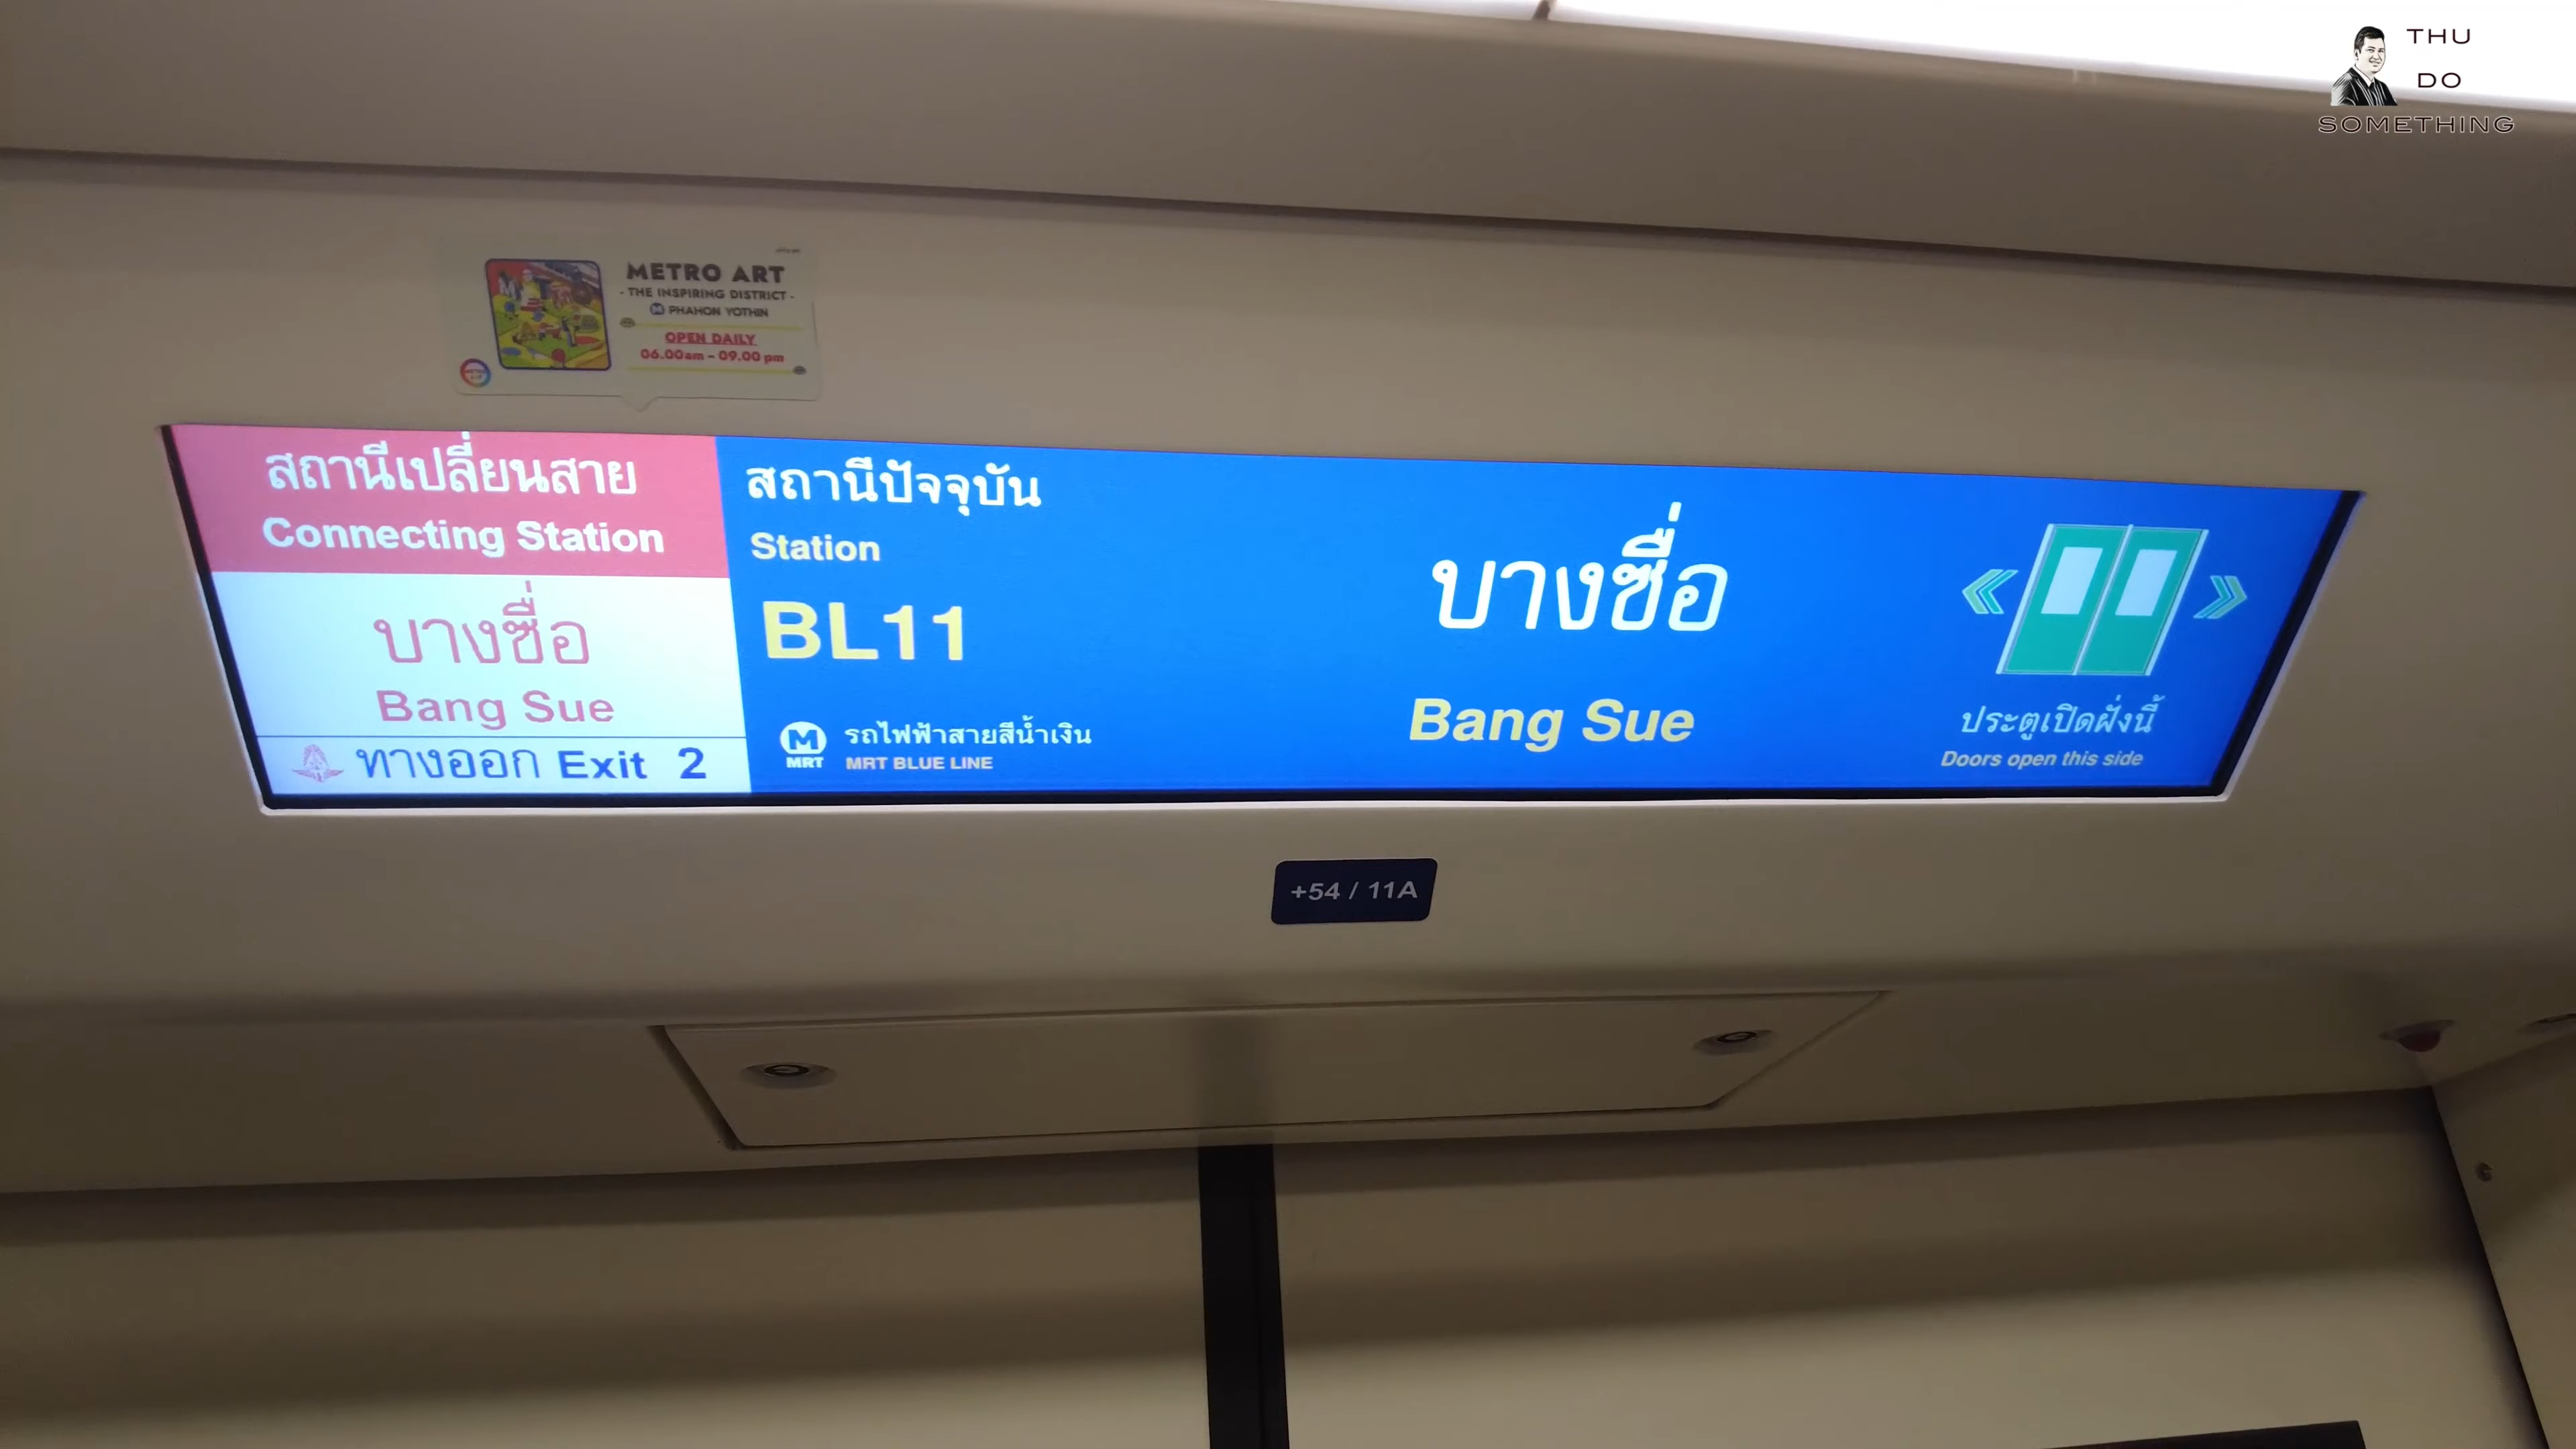 THU
DO
SOMETHING
METRO ART
- THE INSPIRING DISTRICT -
M PHAHON YOTHIN
OPEN DAILY
06.00am - 09.00 pm
สถานีเปลี่ยนสาย
Connecting Station
บางซื่อ
Bang Sue
ทางออก Exit 2
สถานีปัจจุบัน
Station
BL11
M
MRT
รถไฟฟ้าสายสีน้ำเงิน
MRT BLUE LINE
บางซื่อ
Bang Sue
ประตูเปิดฝั่งนี้
Doors open this side
+54 / 11A